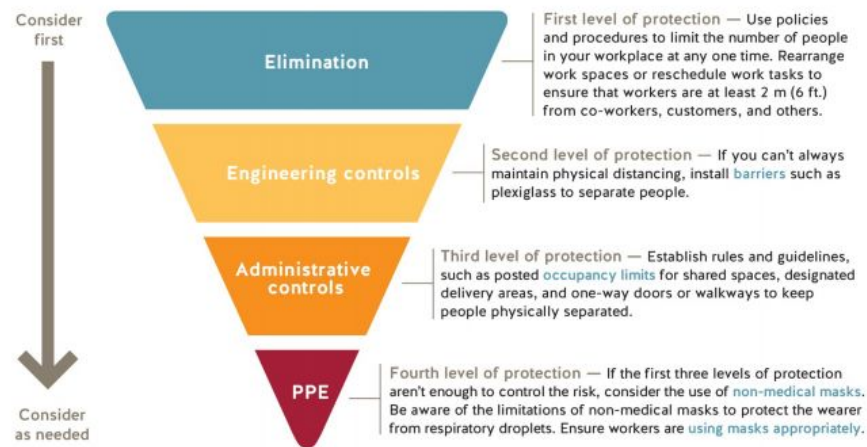 Consider
first
Elimination
First level of protection — Use policies
and procedures to limit the number of people
in your workplace at any one time. Rearrange
work spaces or reschedule work tasks to
ensure that workers are at least 2 m (6 ft.)
from co-workers, customers, and others.
Engineering controls
Second level of protection — If you can't always
maintain physical distancing, install barriers such as
plexiglass to separate people.
Administrative
controls
Third level of protection — Establish rules and guidelines,
such as posted occupancy limits for shared spaces, designated
delivery areas, and one-way doors or walkways to keep
people physically separated.
PPE
Fourth level of protection — If the first three levels of protection
aren't enough to control the risk, consider the use of non-medical masks.
Be aware of the limitations of non-medical masks to protect the wearer
from respiratory droplets. Ensure workers are using masks appropriately.
Consider
as needed